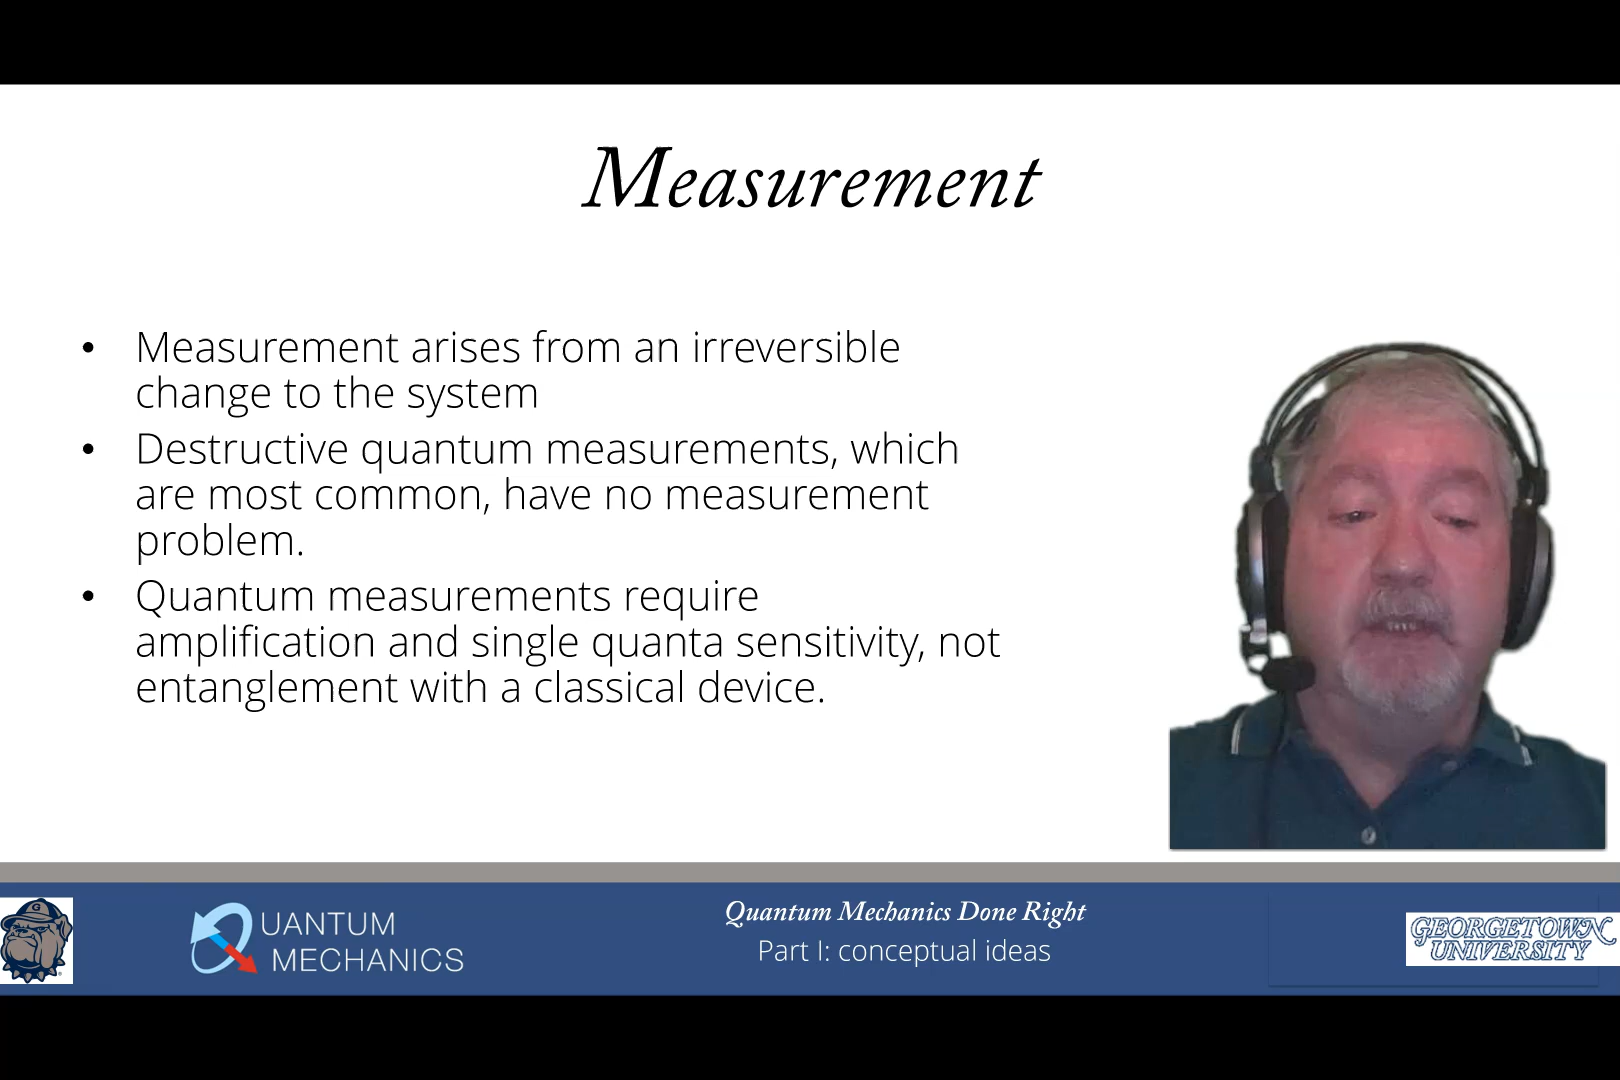 Measurement
• Measurement arises from an irreversible
change to the system
• Destructive quantum measurements, which
are most common, have no measurement
problem.
• Quantum measurements require
amplification and single quanta sensitivity, not
entanglement with a classical device.
G
QUANTUM
MECHANICS
Quantum Mechanics Done Right
Part I: conceptual ideas
GEORGETOWN
UNIVERSITY